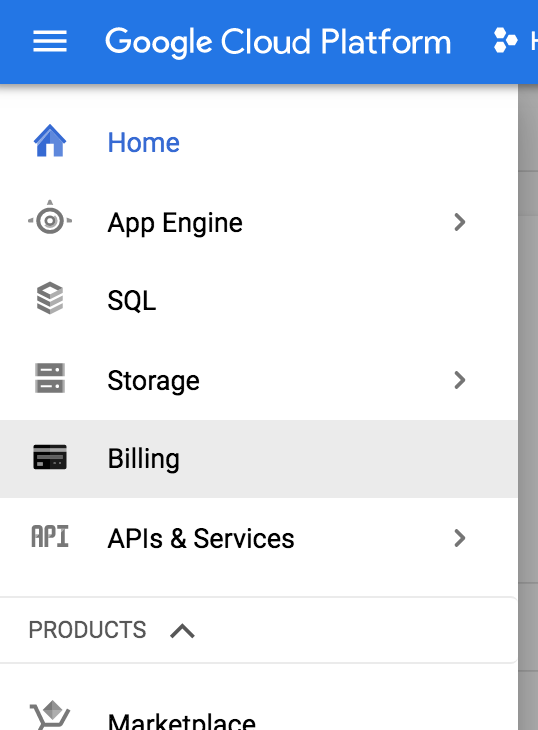 Google Cloud Platform
Home
App Engine
SQL
Storage
Billing
API APIs & Services
PRODUCTS
Marketplace